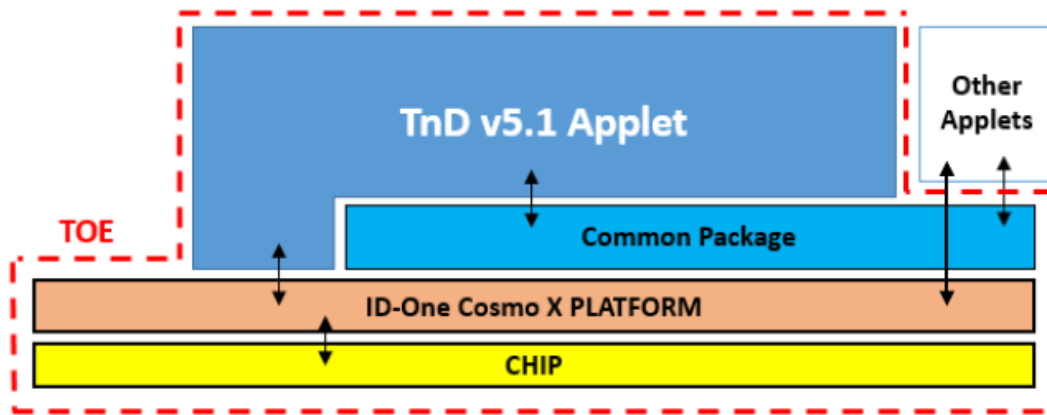 Other
Applets
TnD v5.1 Applet
TOE
Common Package
ID-One Cosmo X PLATFORM
CHIP